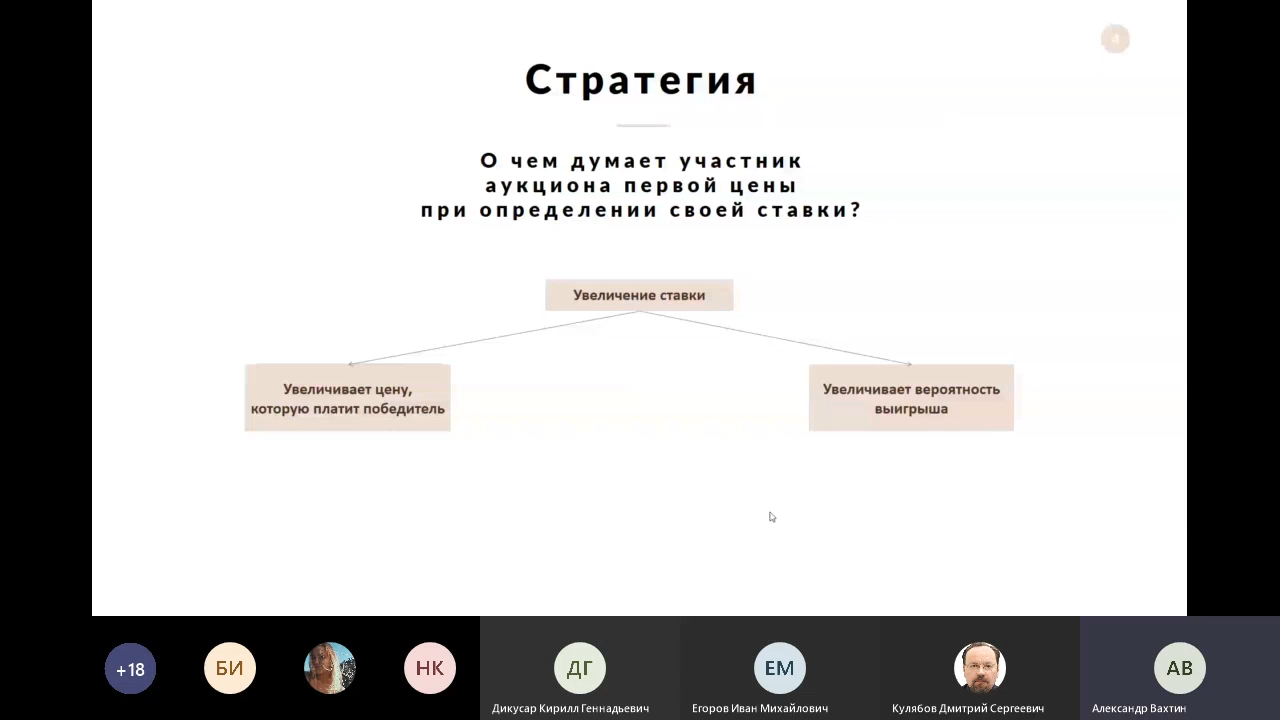 4
Стратегия
О чем думает участник
аукциона первой цены
при определении своей ставки?
Увеличение ставки
Увеличивает цену,
которую платит победитель
Увеличивает вероятность
выигрыша
+18
БИ
НК
ДГ
ЕМ
АВ
Дикусар Кирилл Геннадьевич
Егоров Иван Михайлович
Кулябов Дмитрий Сергеевич
Александр Вахтин